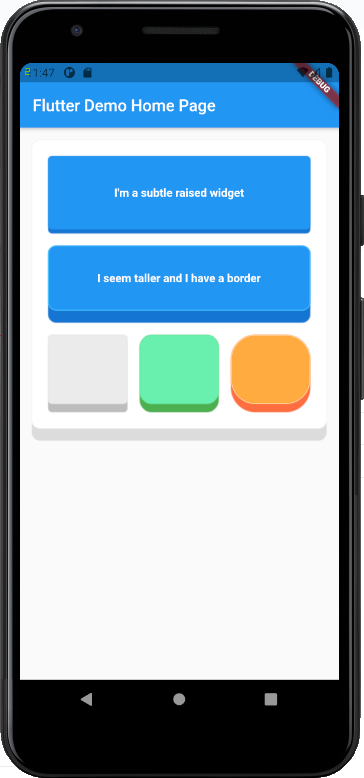 1:47
DEBUG
Flutter Demo Home Page
I'm a subtle raised widget
I seem taller and I have a border